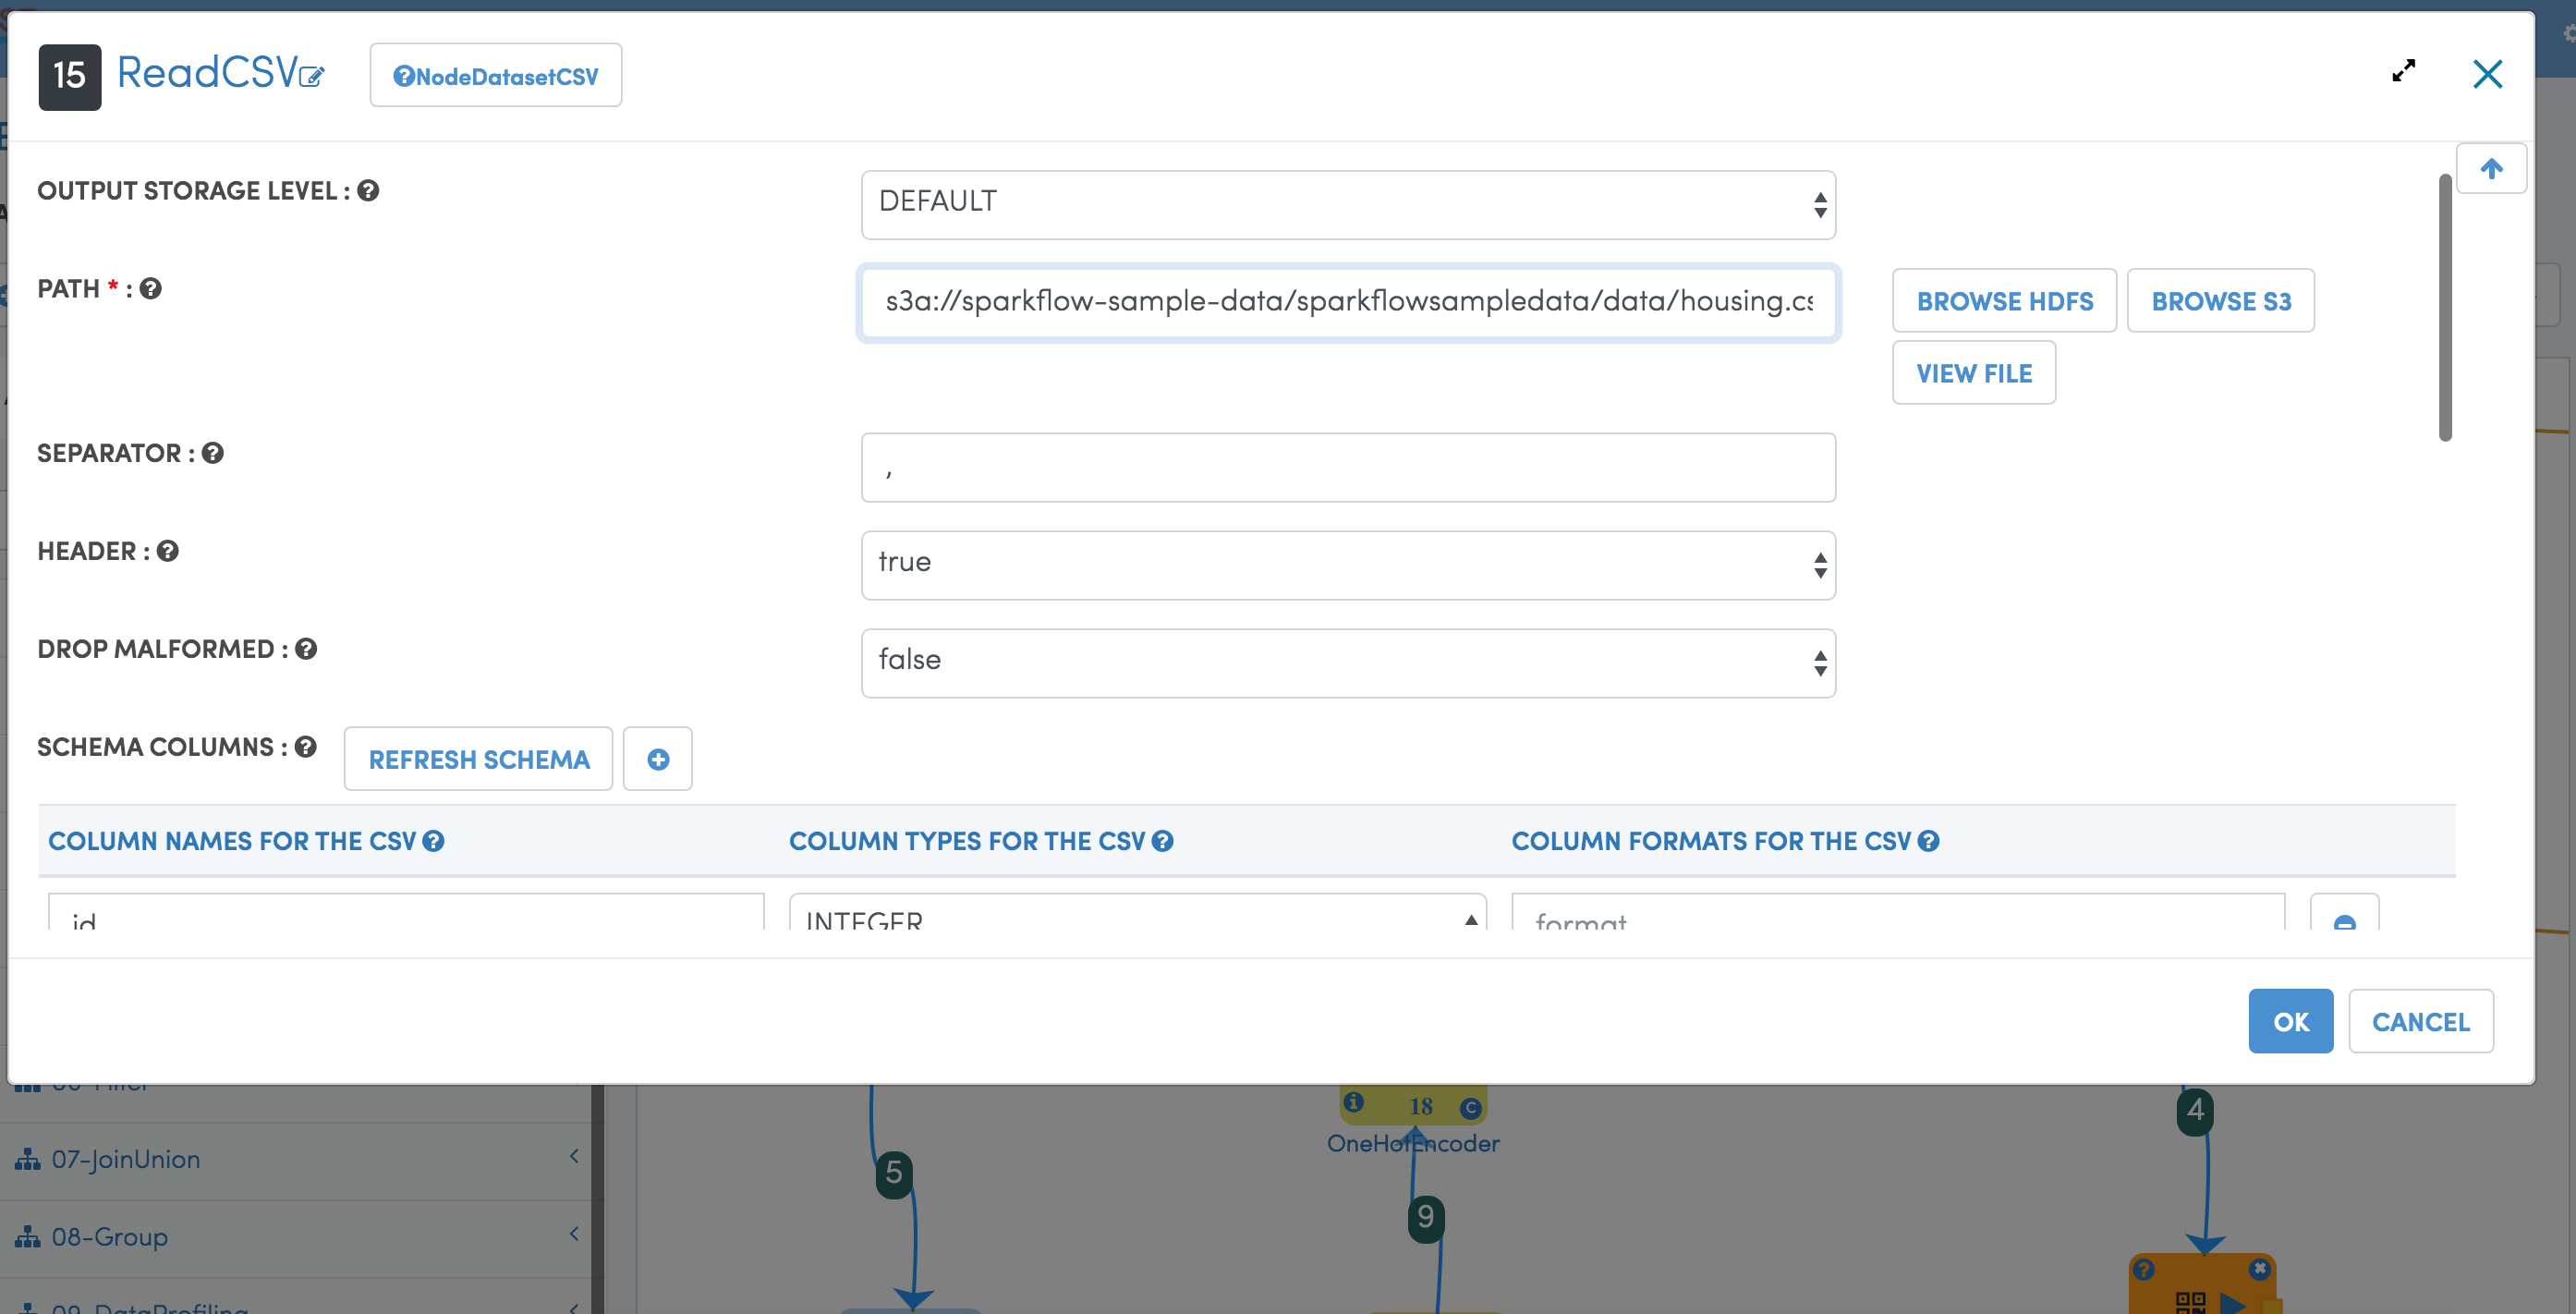 15 ReadCSV NodeDatasetCSV
OUTPUT STORAGE LEVEL :
DEFAULT
PATH * :
s3a://sparkflow-sample-data/sparkflowsampledata/data/housing.cs
BROWSE HDFS BROWSE S3
VIEW FILE
SEPARATOR :
,
HEADER :
true
DROP MALFORMED :
false
SCHEMA COLUMNS : REFRESH SCHEMA
COLUMN NAMES FOR THE CSV COLUMN TYPES FOR THE CSV COLUMN FORMATS FOR THE CSV
id INTEGER format
OK CANCEL
18
OneHotEncoder
4
5
9
07-JoinUnion
08-Group
09-DataProfiling